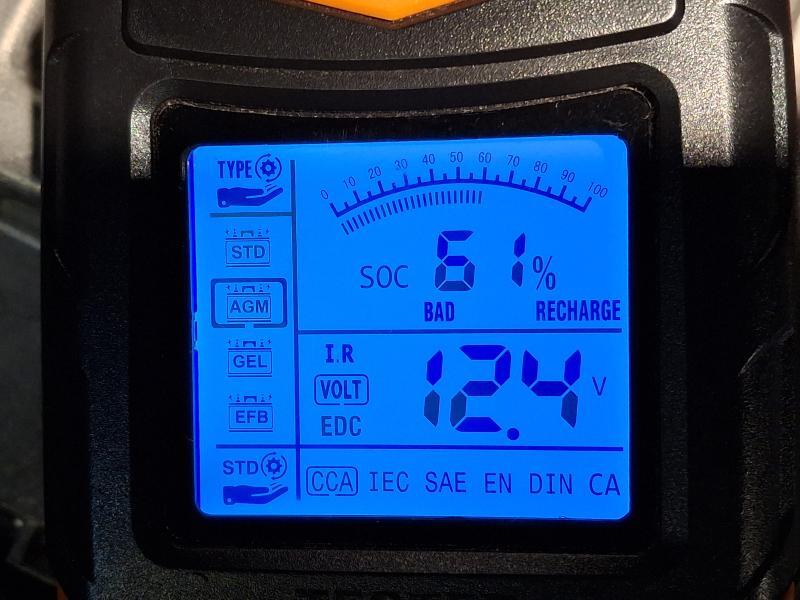 TYPE
0 10 20 30 40 50 60 70 80 90 100
STD
AGM
GEL
EFB
SOC 61%
BAD RECHARGE
I.R
VOLT
EDC
12.4 V
STD
CCA IEC SAE EN DIN CA